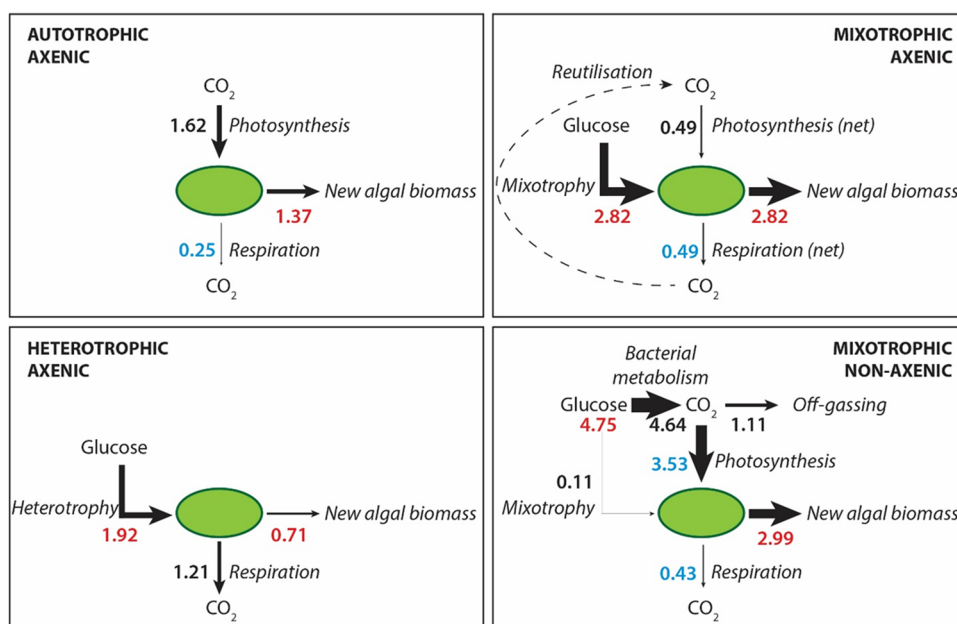 AUTOTROPHIC
AXENIC
CO2
1.62 Photosynthesis
New algal biomass
1.37
0.25 Respiration
CO2
MIXOTROPHIC
AXENIC
Reutilisation
CO2
Glucose
0.49 Photosynthesis (net)
Mixotrophy
New algal biomass
2.82
2.82
0.49 Respiration (net)
CO2
HETEROTROPHIC
AXENIC
Glucose
Heterotrophy
New algal biomass
1.92
0.71
1.21 Respiration
CO2
MIXOTROPHIC
NON-AXENIC
Bacterial
metabolism
Glucose
CO2
Off-gassing
4.75
4.64
1.11
3.53 Photosynthesis
0.11
Mixotrophy
New algal biomass
2.99
0.43 Respiration
CO2